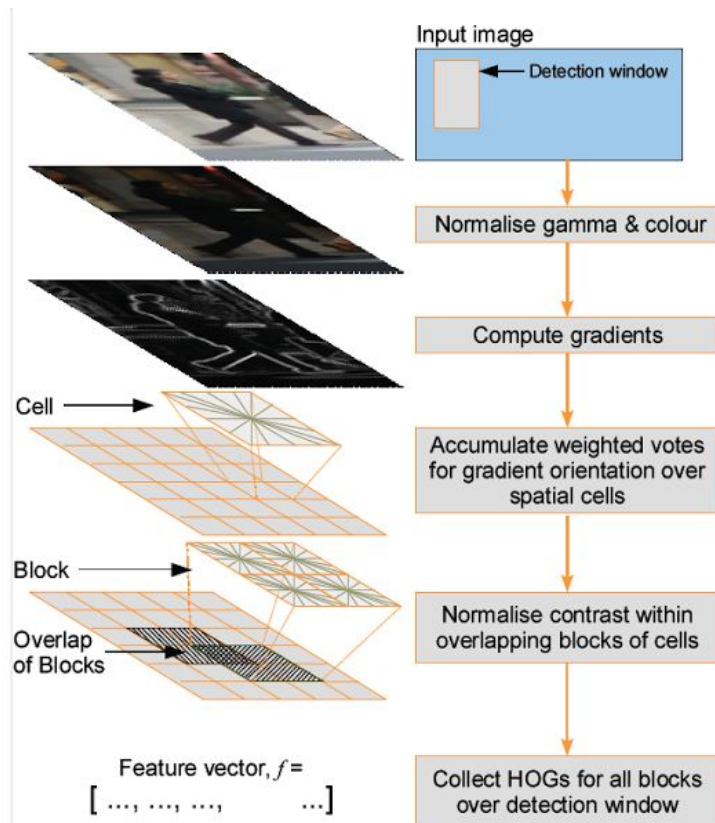 Input image
Detection window
Normalise gamma & colour
Compute gradients
Cell
Accumulate weighted votes
for gradient orientation over
spatial cells
Block
Normalise contrast within
overlapping blocks of cells
Overlap
of Blocks
Feature vector, f =
[ ..., ..., ...,        ...]
Collect HOGs for all blocks
over detection window